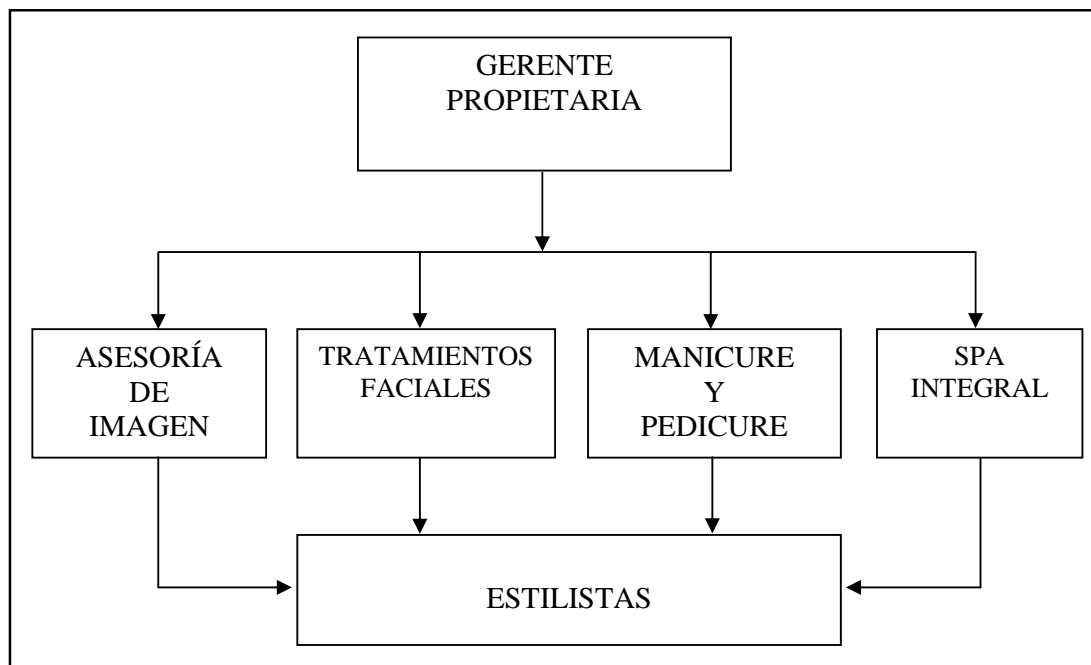 GERENTE
PROPIETARIA
ASESORÍA
DE
IMAGEN
TRATAMIENTOS
FACIALES
MANICURE
Y
PEDICURE
SPA
INTEGRAL
ESTILISTAS